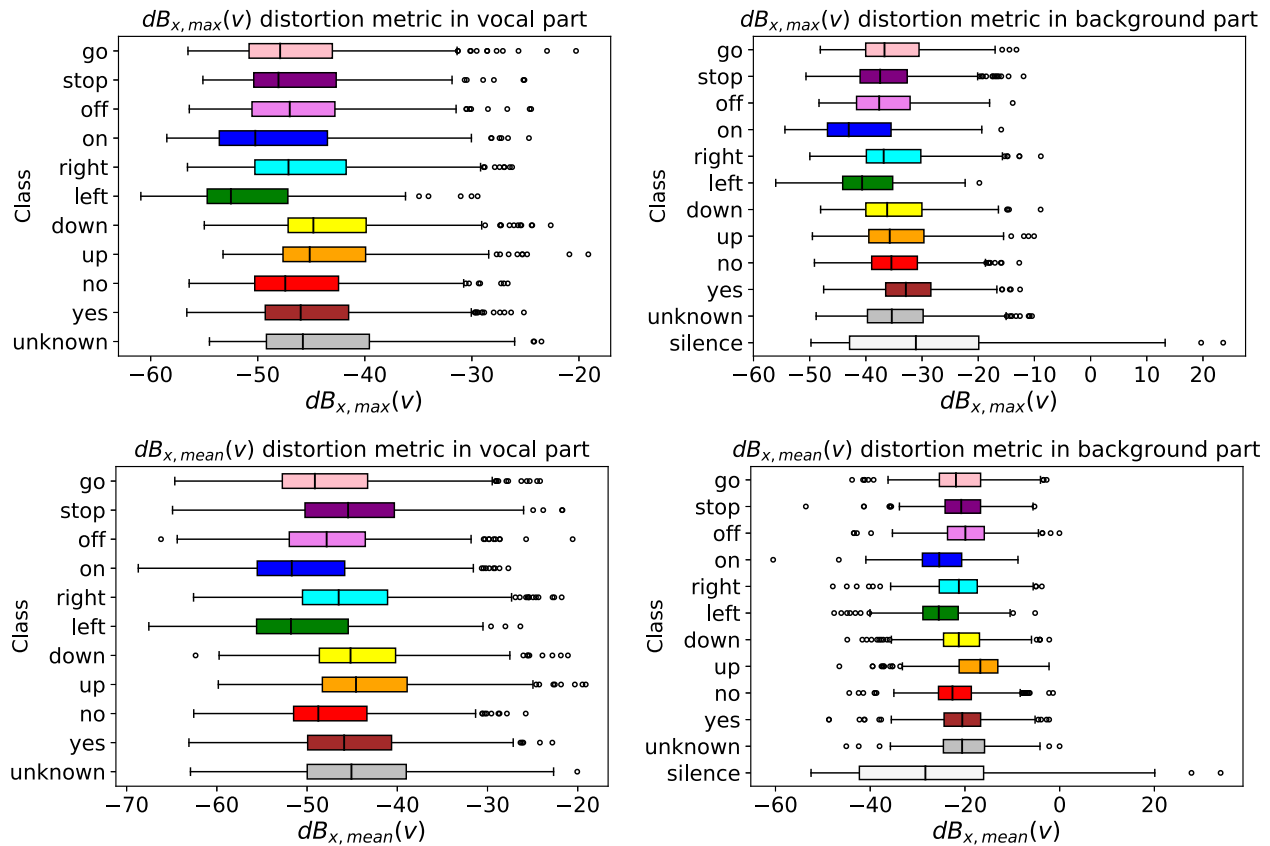 dB_{x, max}(v) distortion metric in vocal part
Class
go
stop
off
on
right
left
down
up
no
yes
unknown
−60 −50 −40 −30 −20
dB_{x, max}(v)
dB_{x, max}(v) distortion metric in background part
Class
go
stop
off
on
right
left
down
up
no
yes
unknown
silence
−60 −50 −40 −30 −20 −10 0 10 20
dB_{x, max}(v)
dB_{x, mean}(v) distortion metric in vocal part
Class
go
stop
off
on
right
left
down
up
no
yes
unknown
−70 −60 −50 −40 −30 −20
dB_{x, mean}(v)
dB_{x, mean}(v) distortion metric in background part
Class
go
stop
off
on
right
left
down
up
no
yes
unknown
silence
−60 −40 −20 0 20
dB_{x, mean}(v)